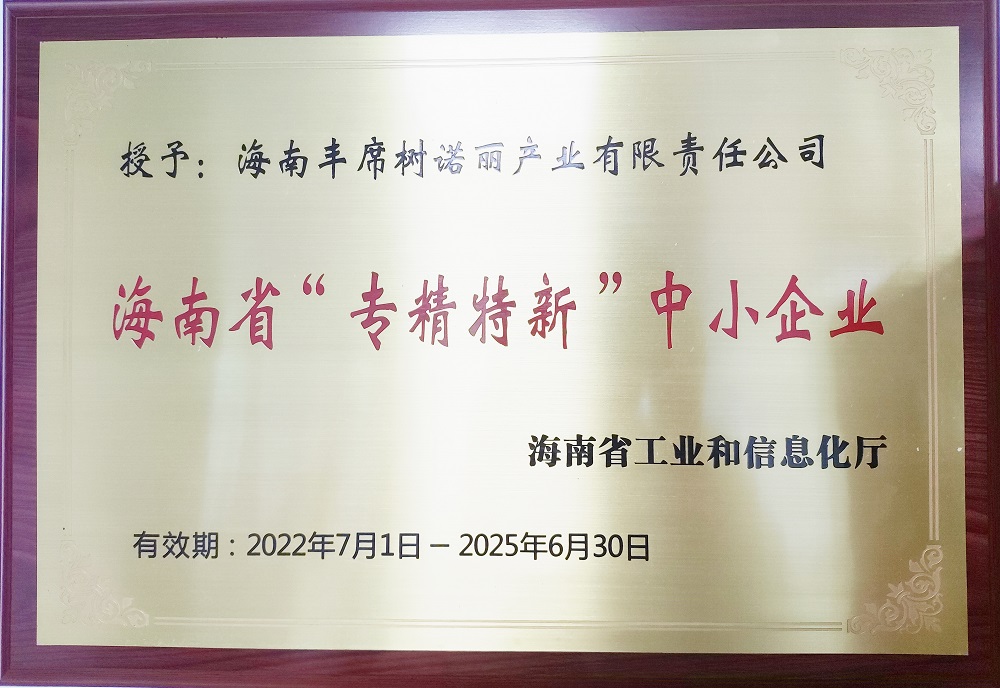 授予：海南丰席树诺丽产业有限责任公司
海南省“专精特新”中小企业
海南省工业和信息化厅
有效期：2022年7月1日－2025年6月30日